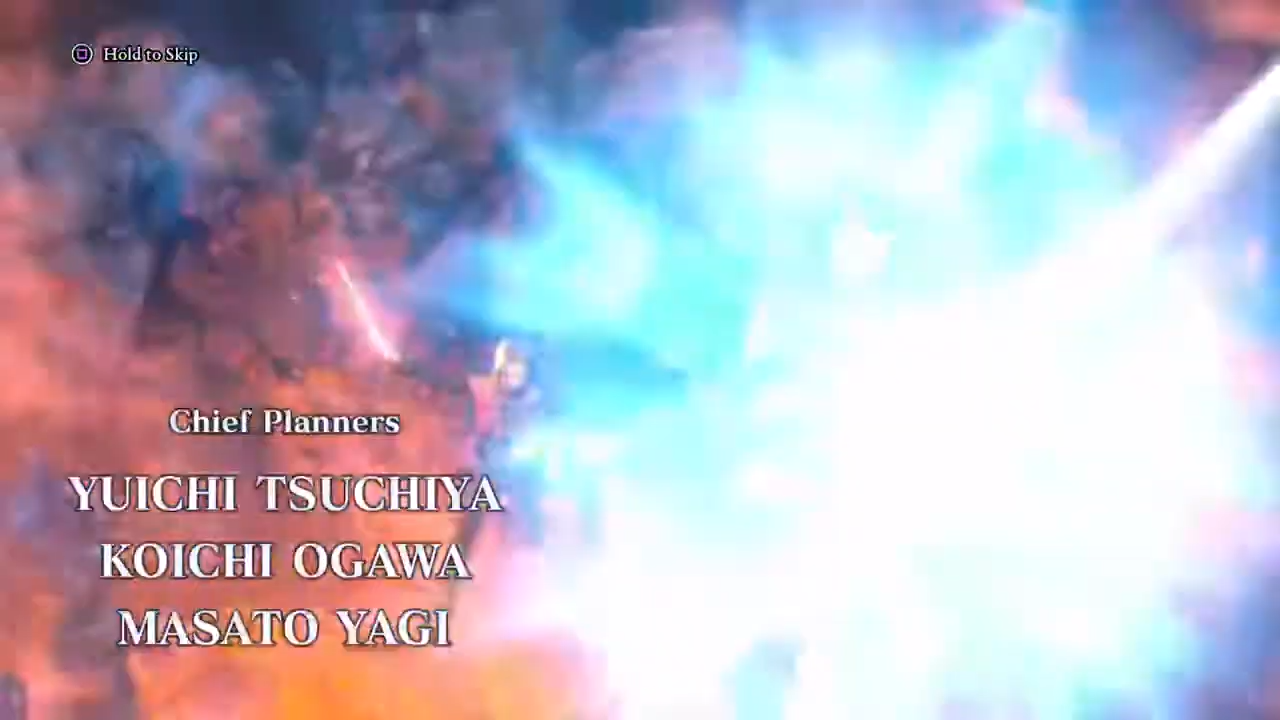 Hold to Skip
Chief Planners
YUICHI TSUCHIYA
KOICHI OGAWA
MASATO YAGI